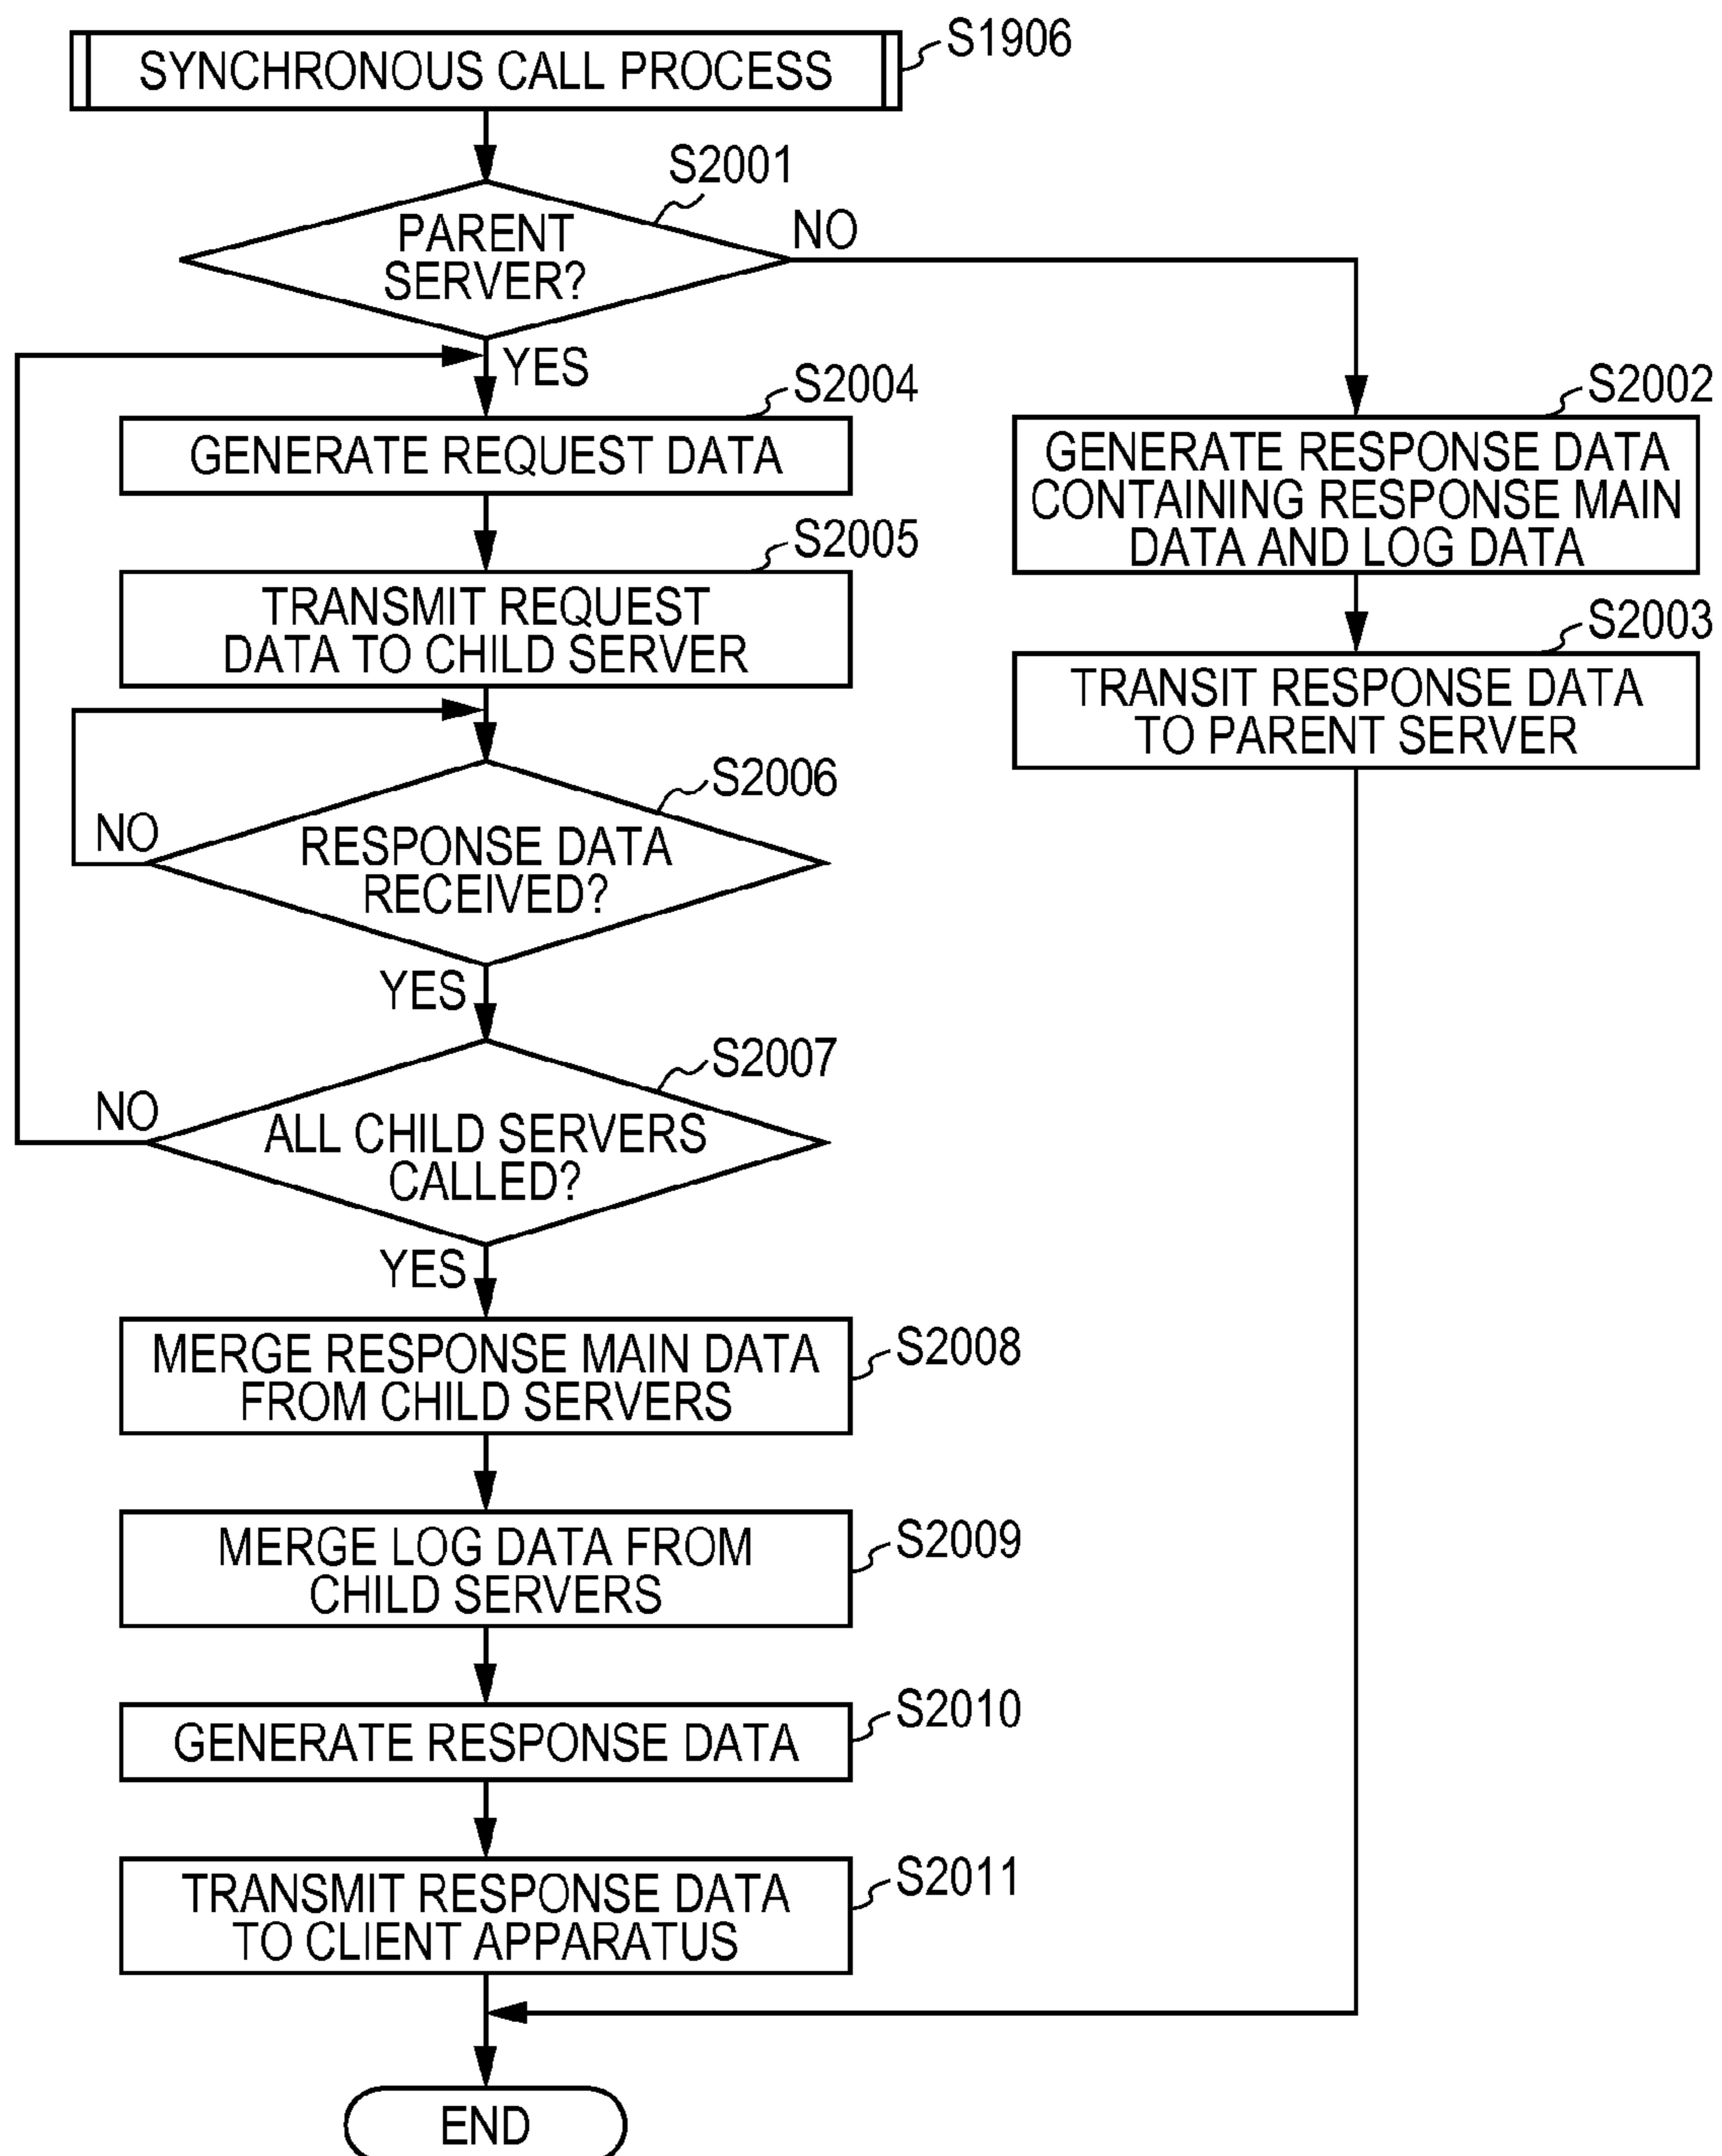 SYNCHRONOUS CALL PROCESS
S1906
S2001
PARENT
SERVER?
NO
YES
S2004
GENERATE REQUEST DATA
S2002
GENERATE RESPONSE DATA
CONTAINING RESPONSE MAIN
DATA AND LOG DATA
S2005
TRANSMIT REQUEST
DATA TO CHILD SERVER
S2003
TRANSIT RESPONSE DATA
TO PARENT SERVER
S2006
NO
RESPONSE DATA
RECEIVED?
YES
S2007
NO
ALL CHILD SERVERS
CALLED?
YES
MERGE RESPONSE MAIN DATA
FROM CHILD SERVERS
S2008
MERGE LOG DATA FROM
CHILD SERVERS
S2009
GENERATE RESPONSE DATA
S2010
TRANSMIT RESPONSE DATA
TO CLIENT APPARATUS
S2011
END